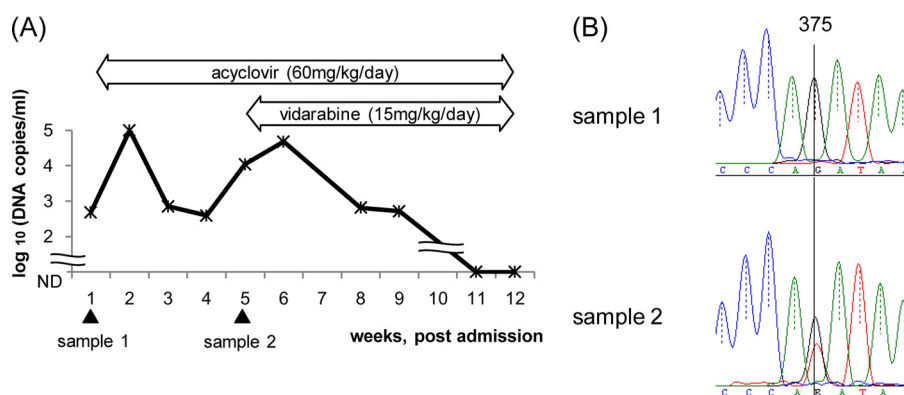 (A)
acyclovir (60mg/kg/day)
vidarabine (15mg/kg/day)
log 10 (DNA copies/ml)
5
4
3
2
ND
1 2 3 4 5 6 7 8 9 10 11 12
sample 1
sample 2
weeks, post admission
(B)
375
sample 1
C C C A G A T A A
sample 2
C C C A K A T A